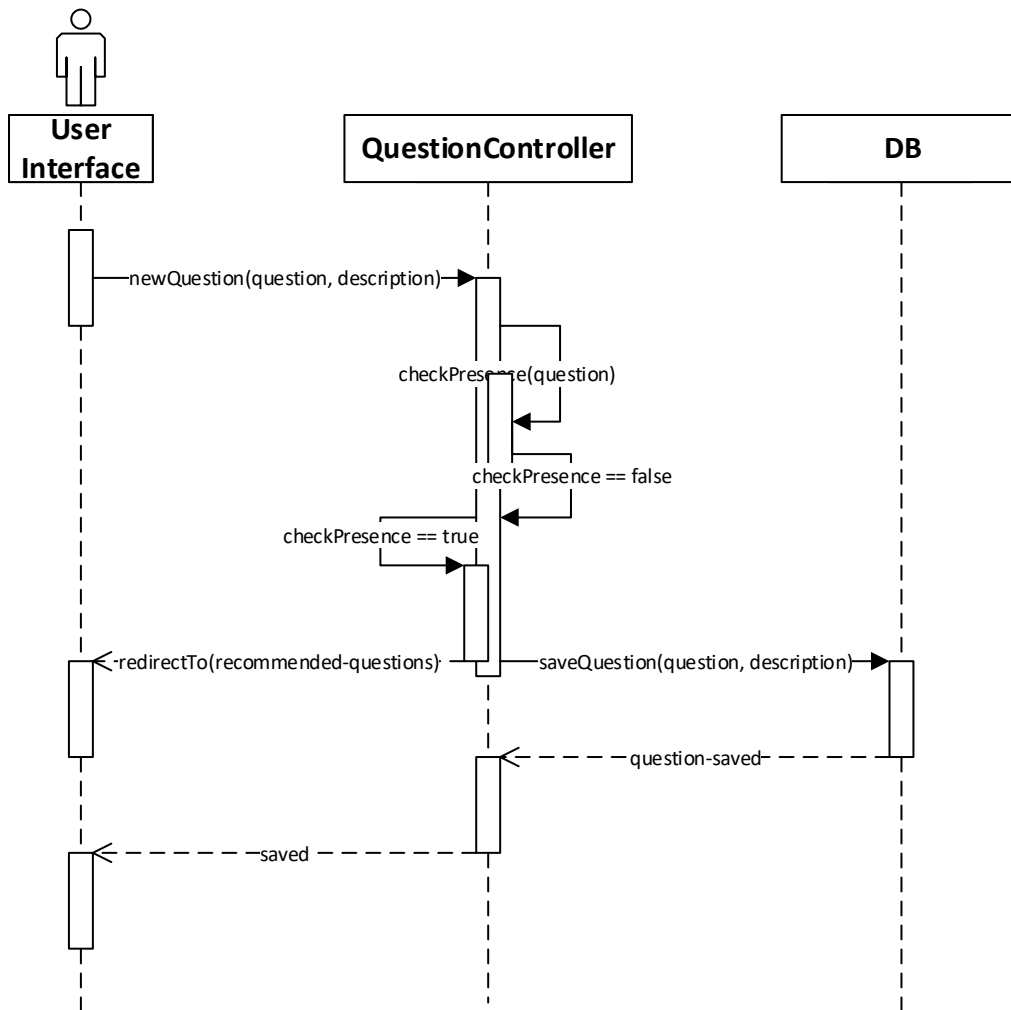 User
Interface
QuestionController
DB
newQuestion(question, description)
checkPresence(question)
checkPresence == false
checkPresence == true
redirectTo(recommended-questions)
saveQuestion(question, description)
question-saved
saved